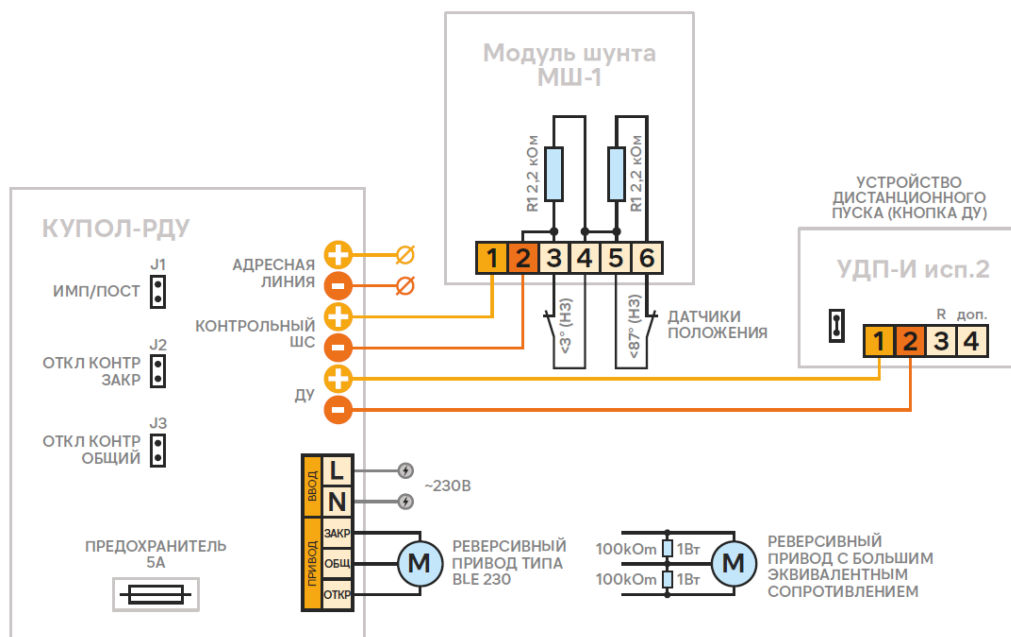 Модуль шунта
МШ-1
R1 2,2 кОм
R1 2,2 кОм
1 2 3 4 5 6
<3° (НЗ)
<87° (НЗ)
ДАТЧИКИ
ПОЛОЖЕНИЯ
УСТРОЙСТВО
ДИСТАНЦИОННОГО
ПУСКА (КНОПКА ДУ)
УДП-И исп.2
R доп.
1 2 3 4
КУПОЛ-РДУ
J1
ИМП/ПОСТ
J2
ОТКЛ КОНТР
ЗАКР
J3
ОТКЛ КОНТР
ОБЩИЙ
АДРЕСНАЯ
ЛИНИЯ
КОНТРОЛЬНЫЙ
ШС
ДУ
+
-
+
-
+
-
ВВОД
L
N
~230В
ПРИВОД
ЗАКР
ОБЩ
ОТКР
ПРЕДОХРАНИТЕЛЬ
5А
M
РЕВЕРСИВНЫЙ
ПРИВОД ТИПА
BLE 230
100kOm 1Вт
100kOm 1Вт
M
РЕВЕРСИВНЫЙ
ПРИВОД С БОЛЬШИМ
ЭКВИВАЛЕНТНЫМ
СОПРОТИВЛЕНИЕМ